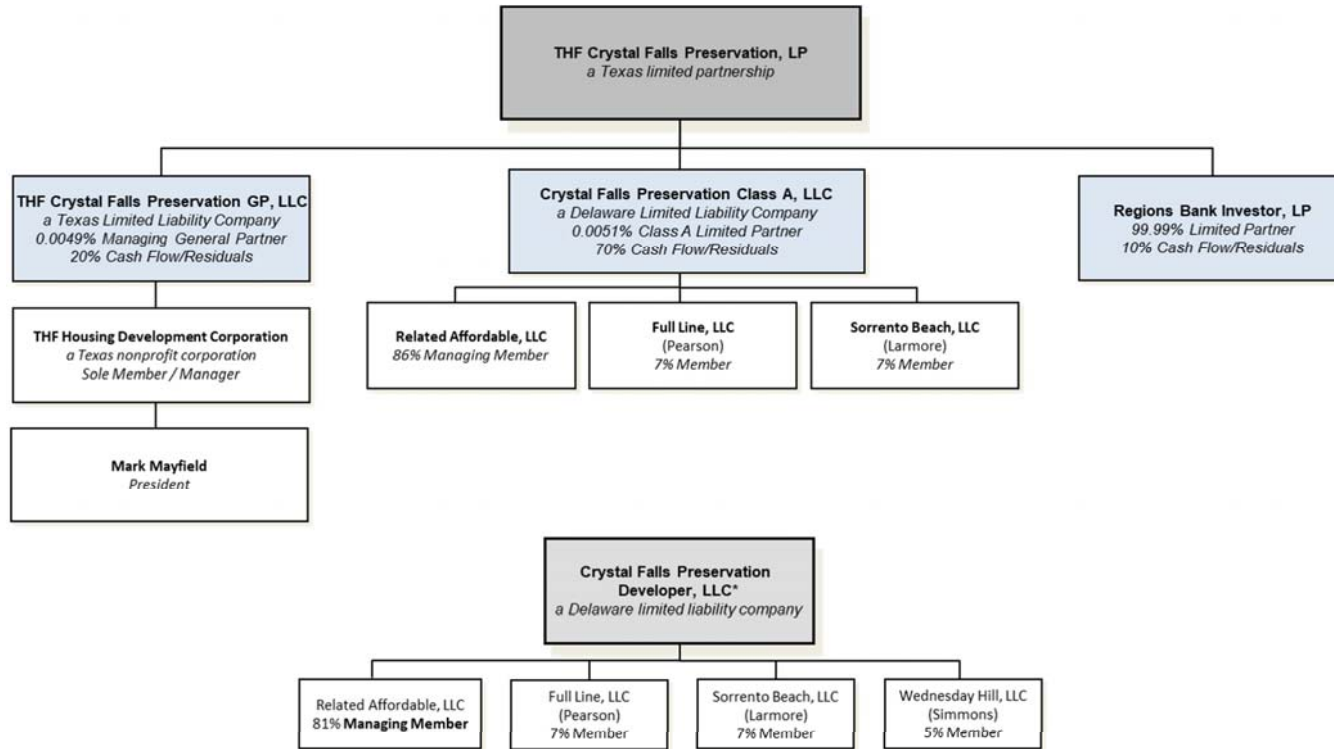 THF Crystal Falls Preservation, LP
a Texas limited partnership
THF Crystal Falls Preservation GP, LLC
a Texas Limited Liability Company
0.0049% Managing General Partner
20% Cash Flow/Residuals
Crystal Falls Preservation Class A, LLC
a Delaware Limited Liability Company
0.0051% Class A Limited Partner
70% Cash Flow/Residuals
Regions Bank Investor, LP
99.99% Limited Partner
10% Cash Flow/Residuals
THF Housing Development Corporation
a Texas nonprofit corporation
Sole Member / Manager
Related Affordable, LLC
86% Managing Member
Full Line, LLC
(Pearson)
7% Member
Sorrento Beach, LLC
(Larmore)
7% Member
Mark Mayfield
President
Crystal Falls Preservation
Developer, LLC*
a Delaware limited liability company
Related Affordable, LLC
81% Managing Member
Full Line, LLC
(Pearson)
7% Member
Sorrento Beach, LLC
(Larmore)
7% Member
Wednesday Hill, LLC
(Simmons)
5% Member